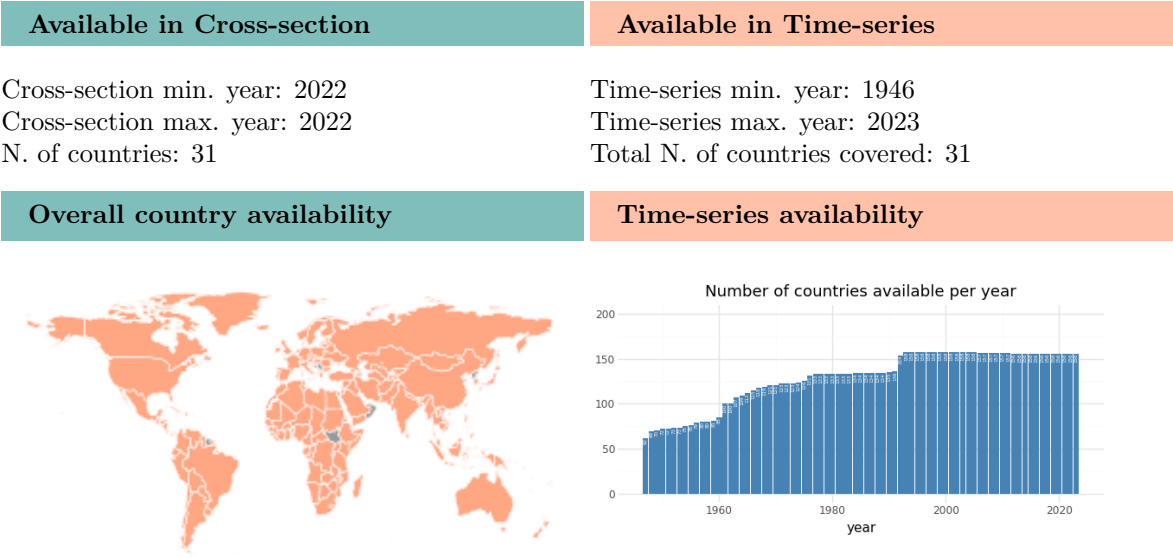 Available in Cross-section
Available in Time-series
Cross-section min. year: 2022
Cross-section max. year: 2022
N. of countries: 31
Time-series min. year: 1946
Time-series max. year: 2023
Total N. of countries covered: 31
Overall country availability
Time-series availability
Number of countries available per year
200
150
100
50
0
1960
1980
2000
2020
year